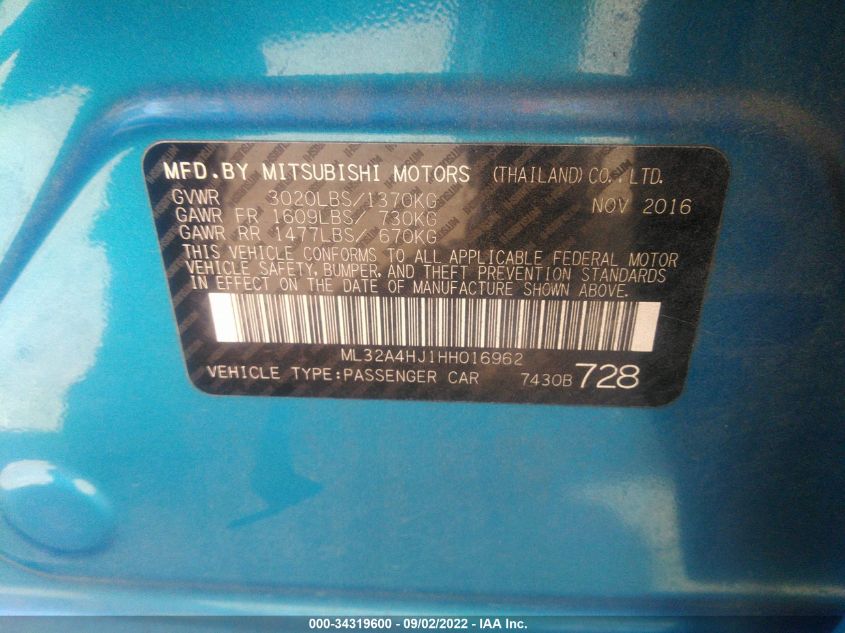 MFD.BY MITSUBISHI MOTORS (THAILAND) CO.,LTD.
GVWR 3020LBS/1370KG NOV 2016
GAWR FR 1609LBS/ 730KG
GAWR RR 1477LBS/ 670KG
THIS VEHICLE CONFORMS TO ALL APPLICABLE FEDERAL MOTOR
VEHICLE SAFETY, BUMPER, AND THEFT PREVENTION STANDARDS
IN EFFECT ON THE DATE OF MANUFACTURE SHOWN ABOVE.
ML32A4HJ1HH016962
VEHICLE TYPE:PASSENGER CAR 7430B 728
000-34319600 - 09/02/2022 - IAA Inc.